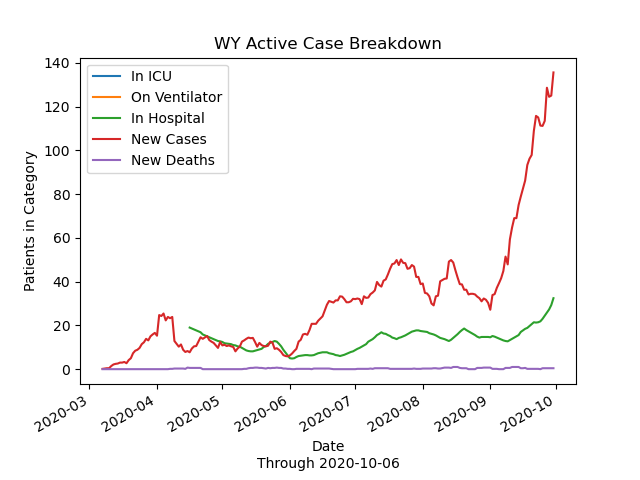 WY Active Case Breakdown
In ICU
On Ventilator
In Hospital
New Cases
New Deaths
Patients in Category
140
120
100
80
60
40
20
0
2020-03
2020-04
2020-05
2020-06
2020-07
2020-08
2020-09
2020-10
Date
Through 2020-10-06